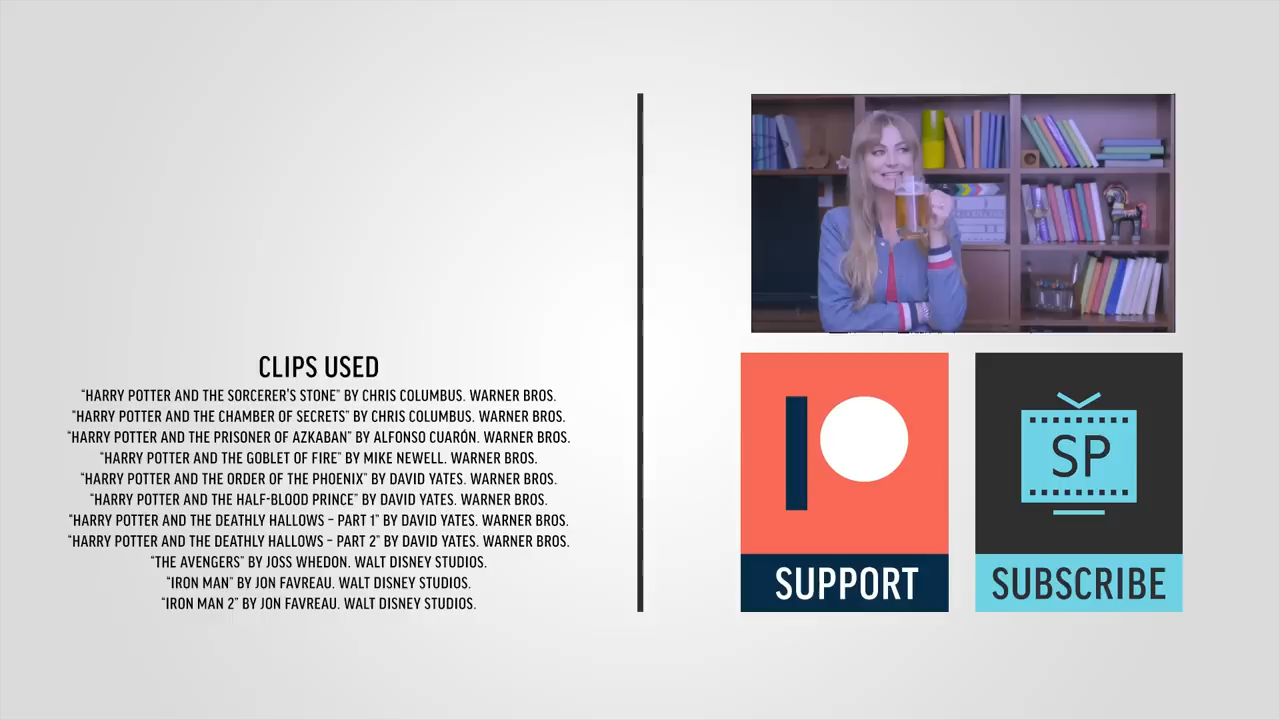 CLIPS USED
“HARRY POTTER AND THE SORCERER'S STONE” BY CHRIS COLUMBUS. WARNER BROS.
“HARRY POTTER AND THE CHAMBER OF SECRETS” BY CHRIS COLUMBUS. WARNER BROS.
“HARRY POTTER AND THE PRISONER OF AZKABAN” BY ALFONSO CUARÓN. WARNER BROS.
“HARRY POTTER AND THE GOBLET OF FIRE” BY MIKE NEWELL. WARNER BROS.
“HARRY POTTER AND THE ORDER OF THE PHOENIX” BY DAVID YATES. WARNER BROS.
“HARRY POTTER AND THE HALF-BLOOD PRINCE” BY DAVID YATES. WARNER BROS.
“HARRY POTTER AND THE DEATHLY HALLOWS – PART 1” BY DAVID YATES. WARNER BROS.
“HARRY POTTER AND THE DEATHLY HALLOWS – PART 2” BY DAVID YATES. WARNER BROS.
“THE AVENGERS” BY JOSS WHEDON. WALT DISNEY STUDIOS.
“IRON MAN” BY JON FAVREAU. WALT DISNEY STUDIOS.
“IRON MAN 2” BY JON FAVREAU. WALT DISNEY STUDIOS.
SP
SUPPORT
SUBSCRIBE